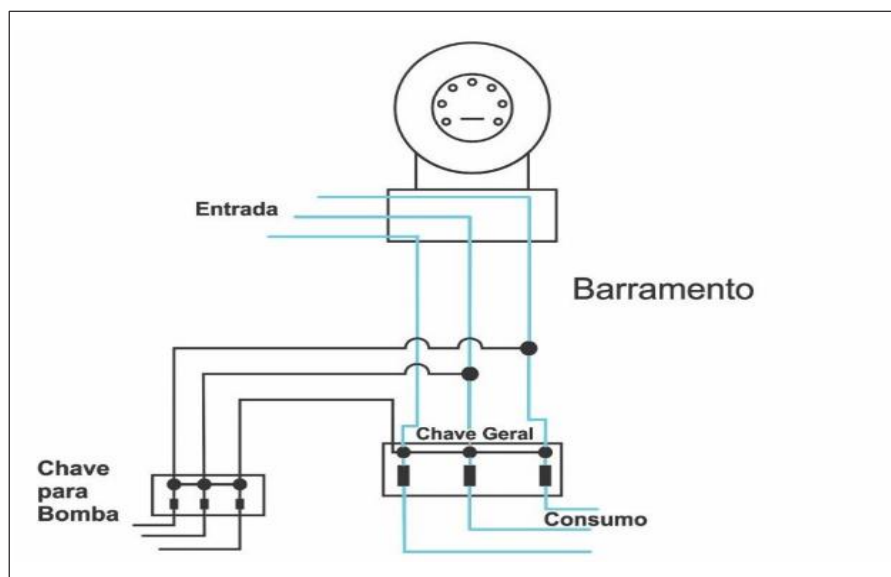 Entrada
Barramento
Chave Geral
Chave
para
Bomba
Consumo